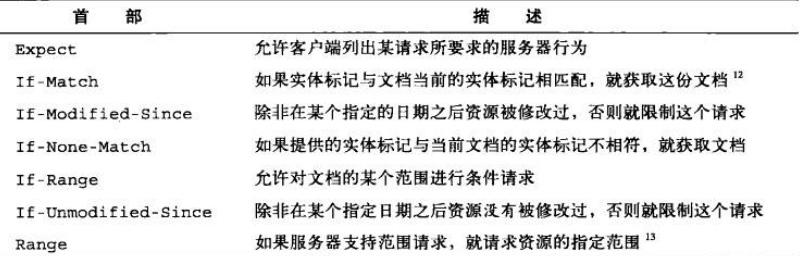 首 部 描 述
Expect 允许客户端列出某请求所要求的服务器行为
If-Match 如果实体标记与文档当前的实体标记相匹配，就获取这份文档 12
If-Modified-Since 除非在某个指定的日期之后资源被修改过，否则就限制这个请求
If-None-Match 如果提供的实体标记与当前文档的实体标记不相符，就获取文档
If-Range 允许对文档的某个范围进行条件请求
If-Unmodified-Since 除非在某个指定日期之后资源没有被修改过，否则就限制这个请求
Range 如果服务器支持范围请求，就请求资源的指定范围 13